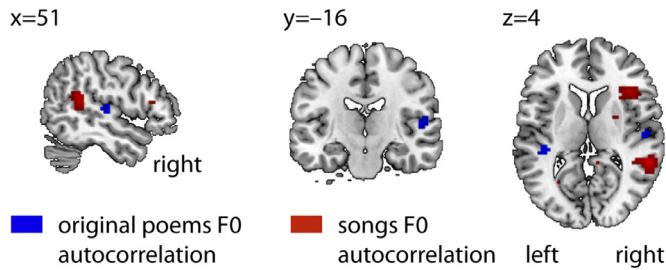 x=51
y=–16
z=4
right
original poems F0
autocorrelation
songs F0
autocorrelation
left
right